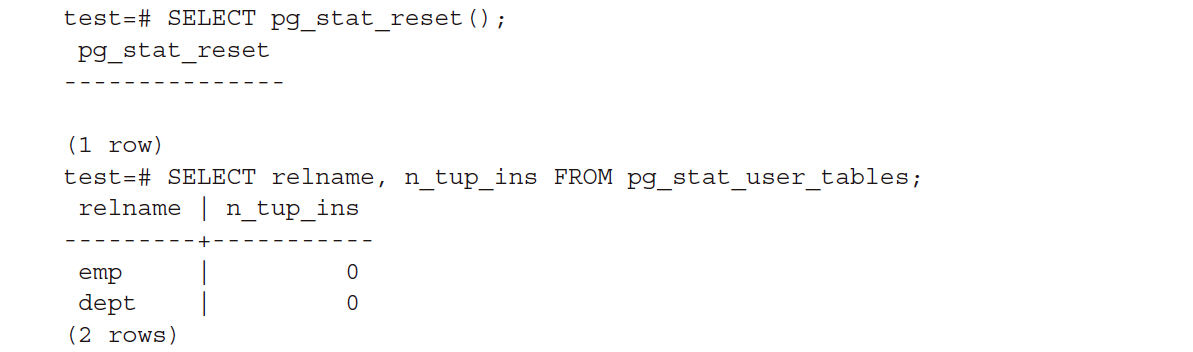 test=# SELECT pg_stat_reset();
 pg_stat_reset
---------------

(1 row)
test=# SELECT relname, n_tup_ins FROM pg_stat_user_tables;
 relname | n_tup_ins
---------+-----------
 emp     |         0
 dept    |         0
(2 rows)